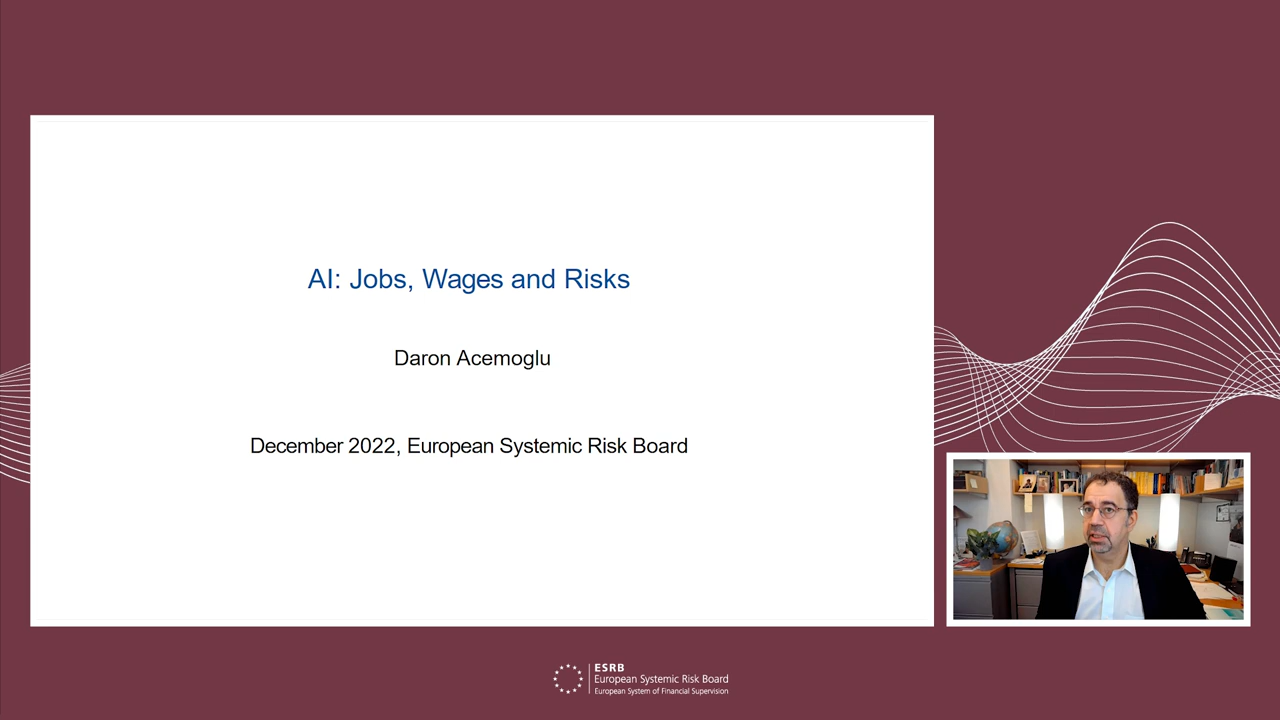 AI: Jobs, Wages and Risks
Daron Acemoglu
December 2022, European Systemic Risk Board
ESRB
European Systemic Risk Board
European System of Financial Supervision